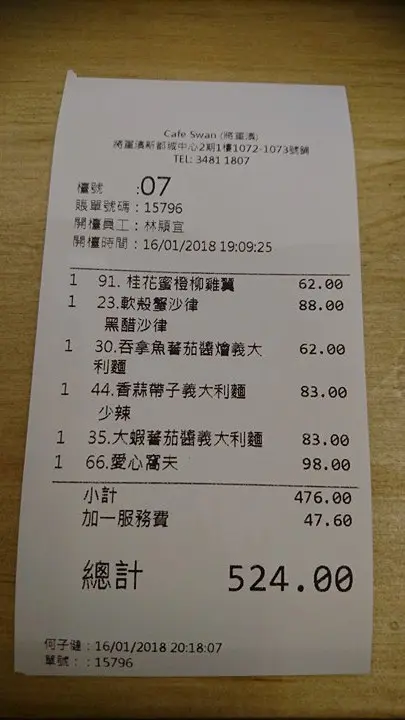 Cafe Swan (將軍澳)
將軍澳新都城中心2期1樓1072-1073號舖
TEL: 3481 1807
檯號 :07
賬單號碼：15796
開檯員工：林頎宜
開檯時間：16/01/2018 19:09:25
1 91. 桂花蜜橙柳雞翼 62.00
1 23.軟殼蟹沙律 88.00
黑醋沙律
1 30.吞拿魚蕃茄醬燴義大 62.00
利麵
1 44.香蒜帶子義大利麵 83.00
少辣
1 35.大蝦蕃茄醬義大利麵 83.00
1 66.愛心窩夫 98.00
小計 476.00
加一服務費 47.60
總計 524.00
何子健：16/01/2018 20:18:07
單號：：15796